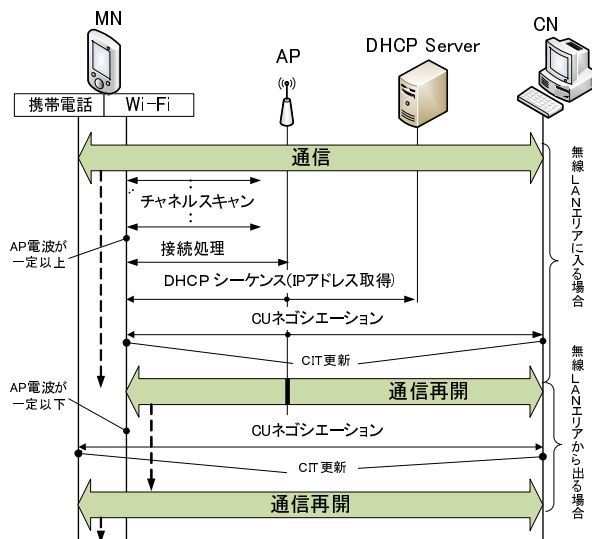 MN
AP
DHCP Server
CN
携帯電話
Wi-Fi
通信
チャネルスキャン
AP電波が
一定以上
接続処理
DHCP シーケンス(IPアドレス取得)
CUネゴシエーション
CIT更新
無線LANエリアに入る場合
AP電波が
一定以下
通信再開
CUネゴシエーション
CIT更新
通信再開
無線LANエリアから出る場合